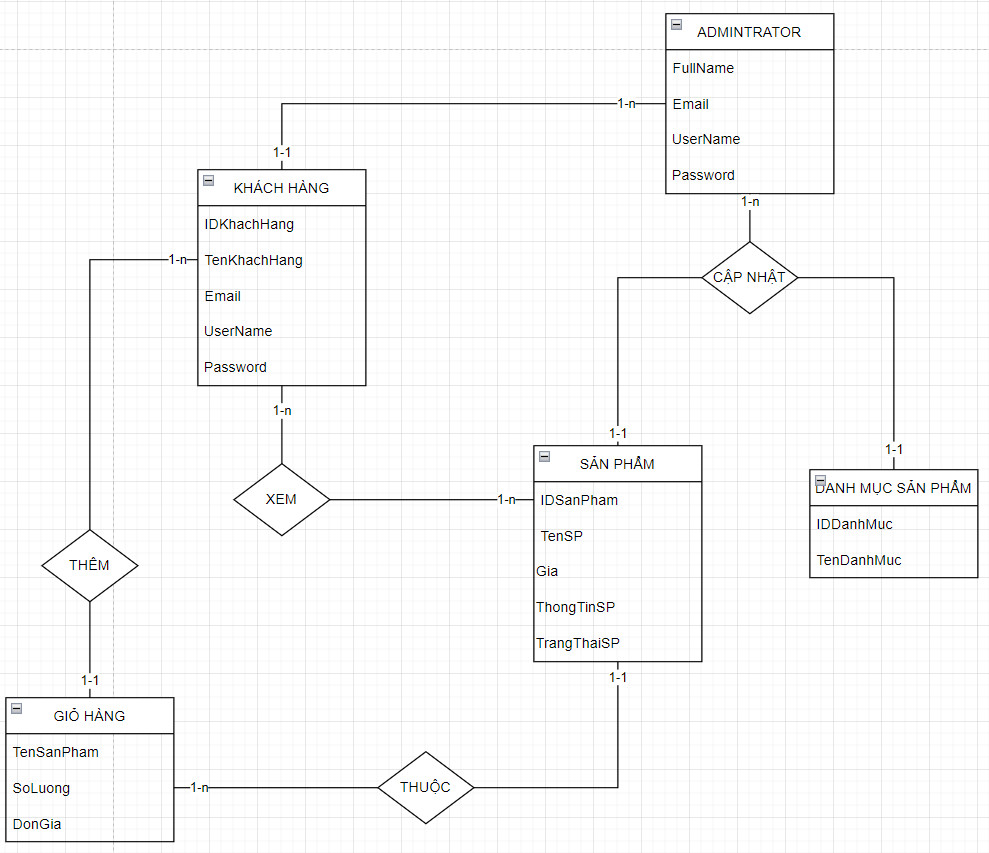 ADMINTRATOR
FullName
Email
UserName
Password
1-n
1-1
1-n
KHÁCH HÀNG
IDKhachHang
TenKhachHang
Email
UserName
Password
1-n
1-n
CẬP NHẬT
1-1
1-1
XEM
1-n
SẢN PHẨM
IDSanPham
TenSP
Gia
ThongTinSP
TrangThaiSP
DANH MỤC SẢN PHẨM
IDDanhMuc
TenDanhMuc
THÊM
1-1
1-1
GIỎ HÀNG
TenSanPham
SoLuong
DonGia
1-n
THUỘC